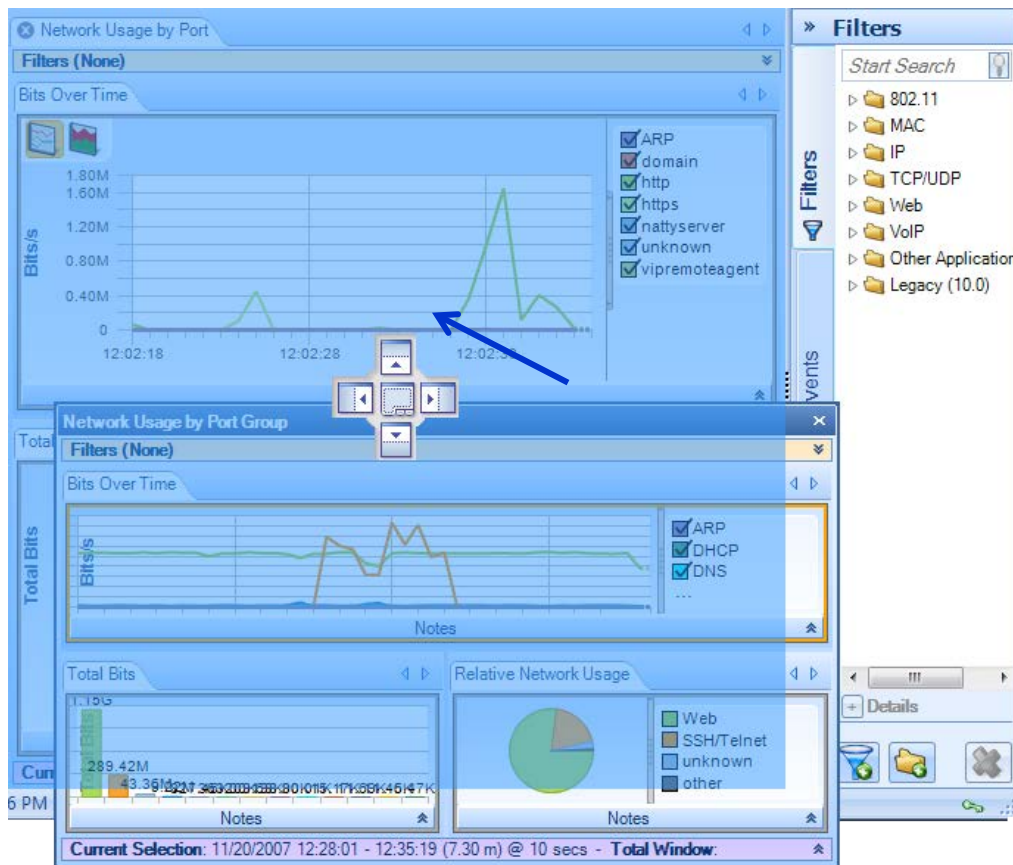 Network Usage by Port
Filters (None)
Bits Over Time
1.80M
1.60M
1.20M
0.80M
0.40M
0
Bits/s
12:02:18
12:02:28
ARP
domain
http
https
nattyserver
unknown
vipremoteagent
» Filters
Start Search
802.11
MAC
IP
TCP/UDP
Web
VoIP
Other Application
Legacy (10.0)
Filters
vents
Details
Total
Total Bits
Cur
6 PM
Network Usage by Port Group
Filters (None)
Bits Over Time
Bits/s
ARP
DHCP
DNS
...
Notes
Total Bits
1.15G
289.42M
Notes
Relative Network Usage
Web
SSH/Telnet
unknown
other
Notes
Current Selection: 11/20/2007 12:28:01 - 12:35:19 (7.30 m) @ 10 secs - Total Window: